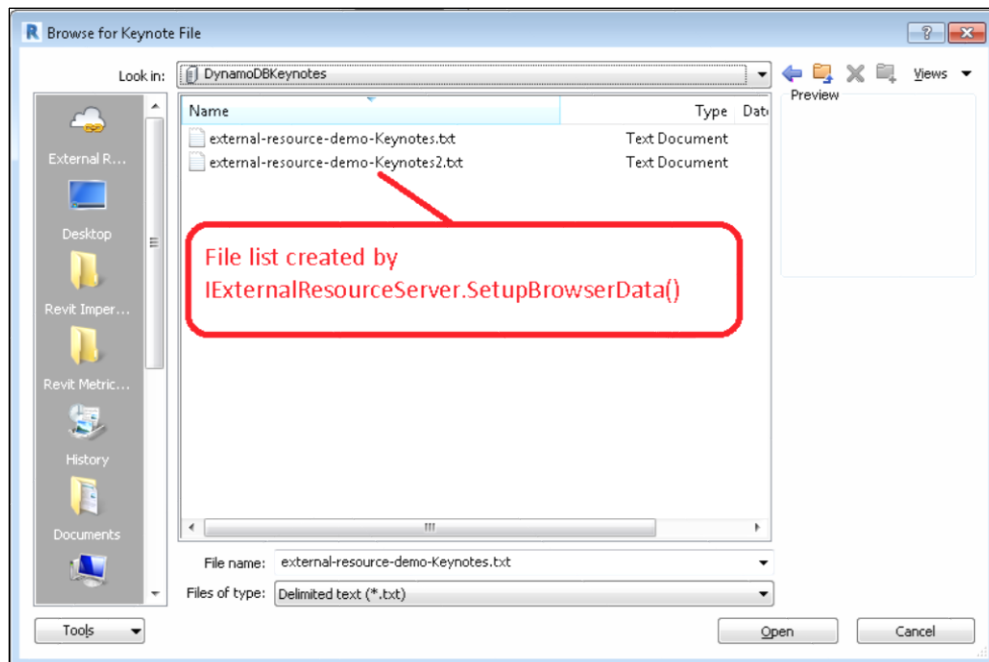 Browse for Keynote File
Look in:
DynamoDBKeynotes
Views
Preview
Name Type Date
external-resource-demo-Keynotes.txt Text Document
external-resource-demo-Keynotes2.txt Text Document
File list created by
IExternalResourceServer.SetupBrowserData()
External R...
Desktop
Revit Imper...
Revit Metric...
History
Documents
File name: external-resource-demo-Keynotes.txt
Files of type: Delimited text (*.txt)
Tools
Open
Cancel